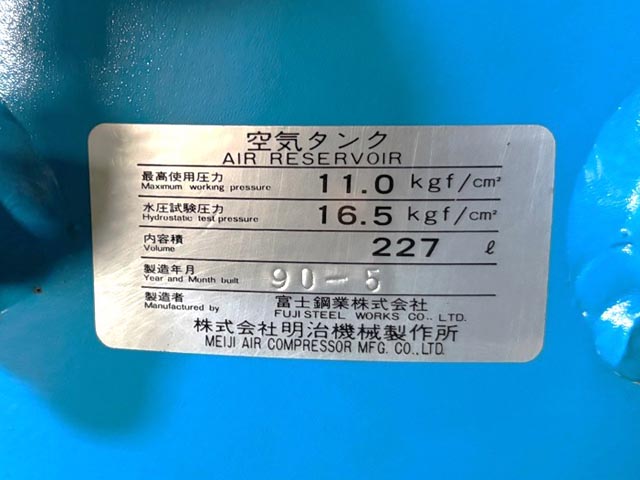 空気タンク
AIR RESERVOIR
最高使用圧力 11.0 kgf/cm²
Maximum working pressure
水圧試験圧力 16.5 kgf/cm²
Hydrostatic test pressure
内容積 227 ℓ
Volume
製造年月 90-5
Year and Month built
製造者 富士鋼業株式会社
Manufactured by FUJI STEEL WORKS CO., LTD.
株式会社明治機械製作所
MEIJI AIR COMPRESSOR MFG. CO., LTD.